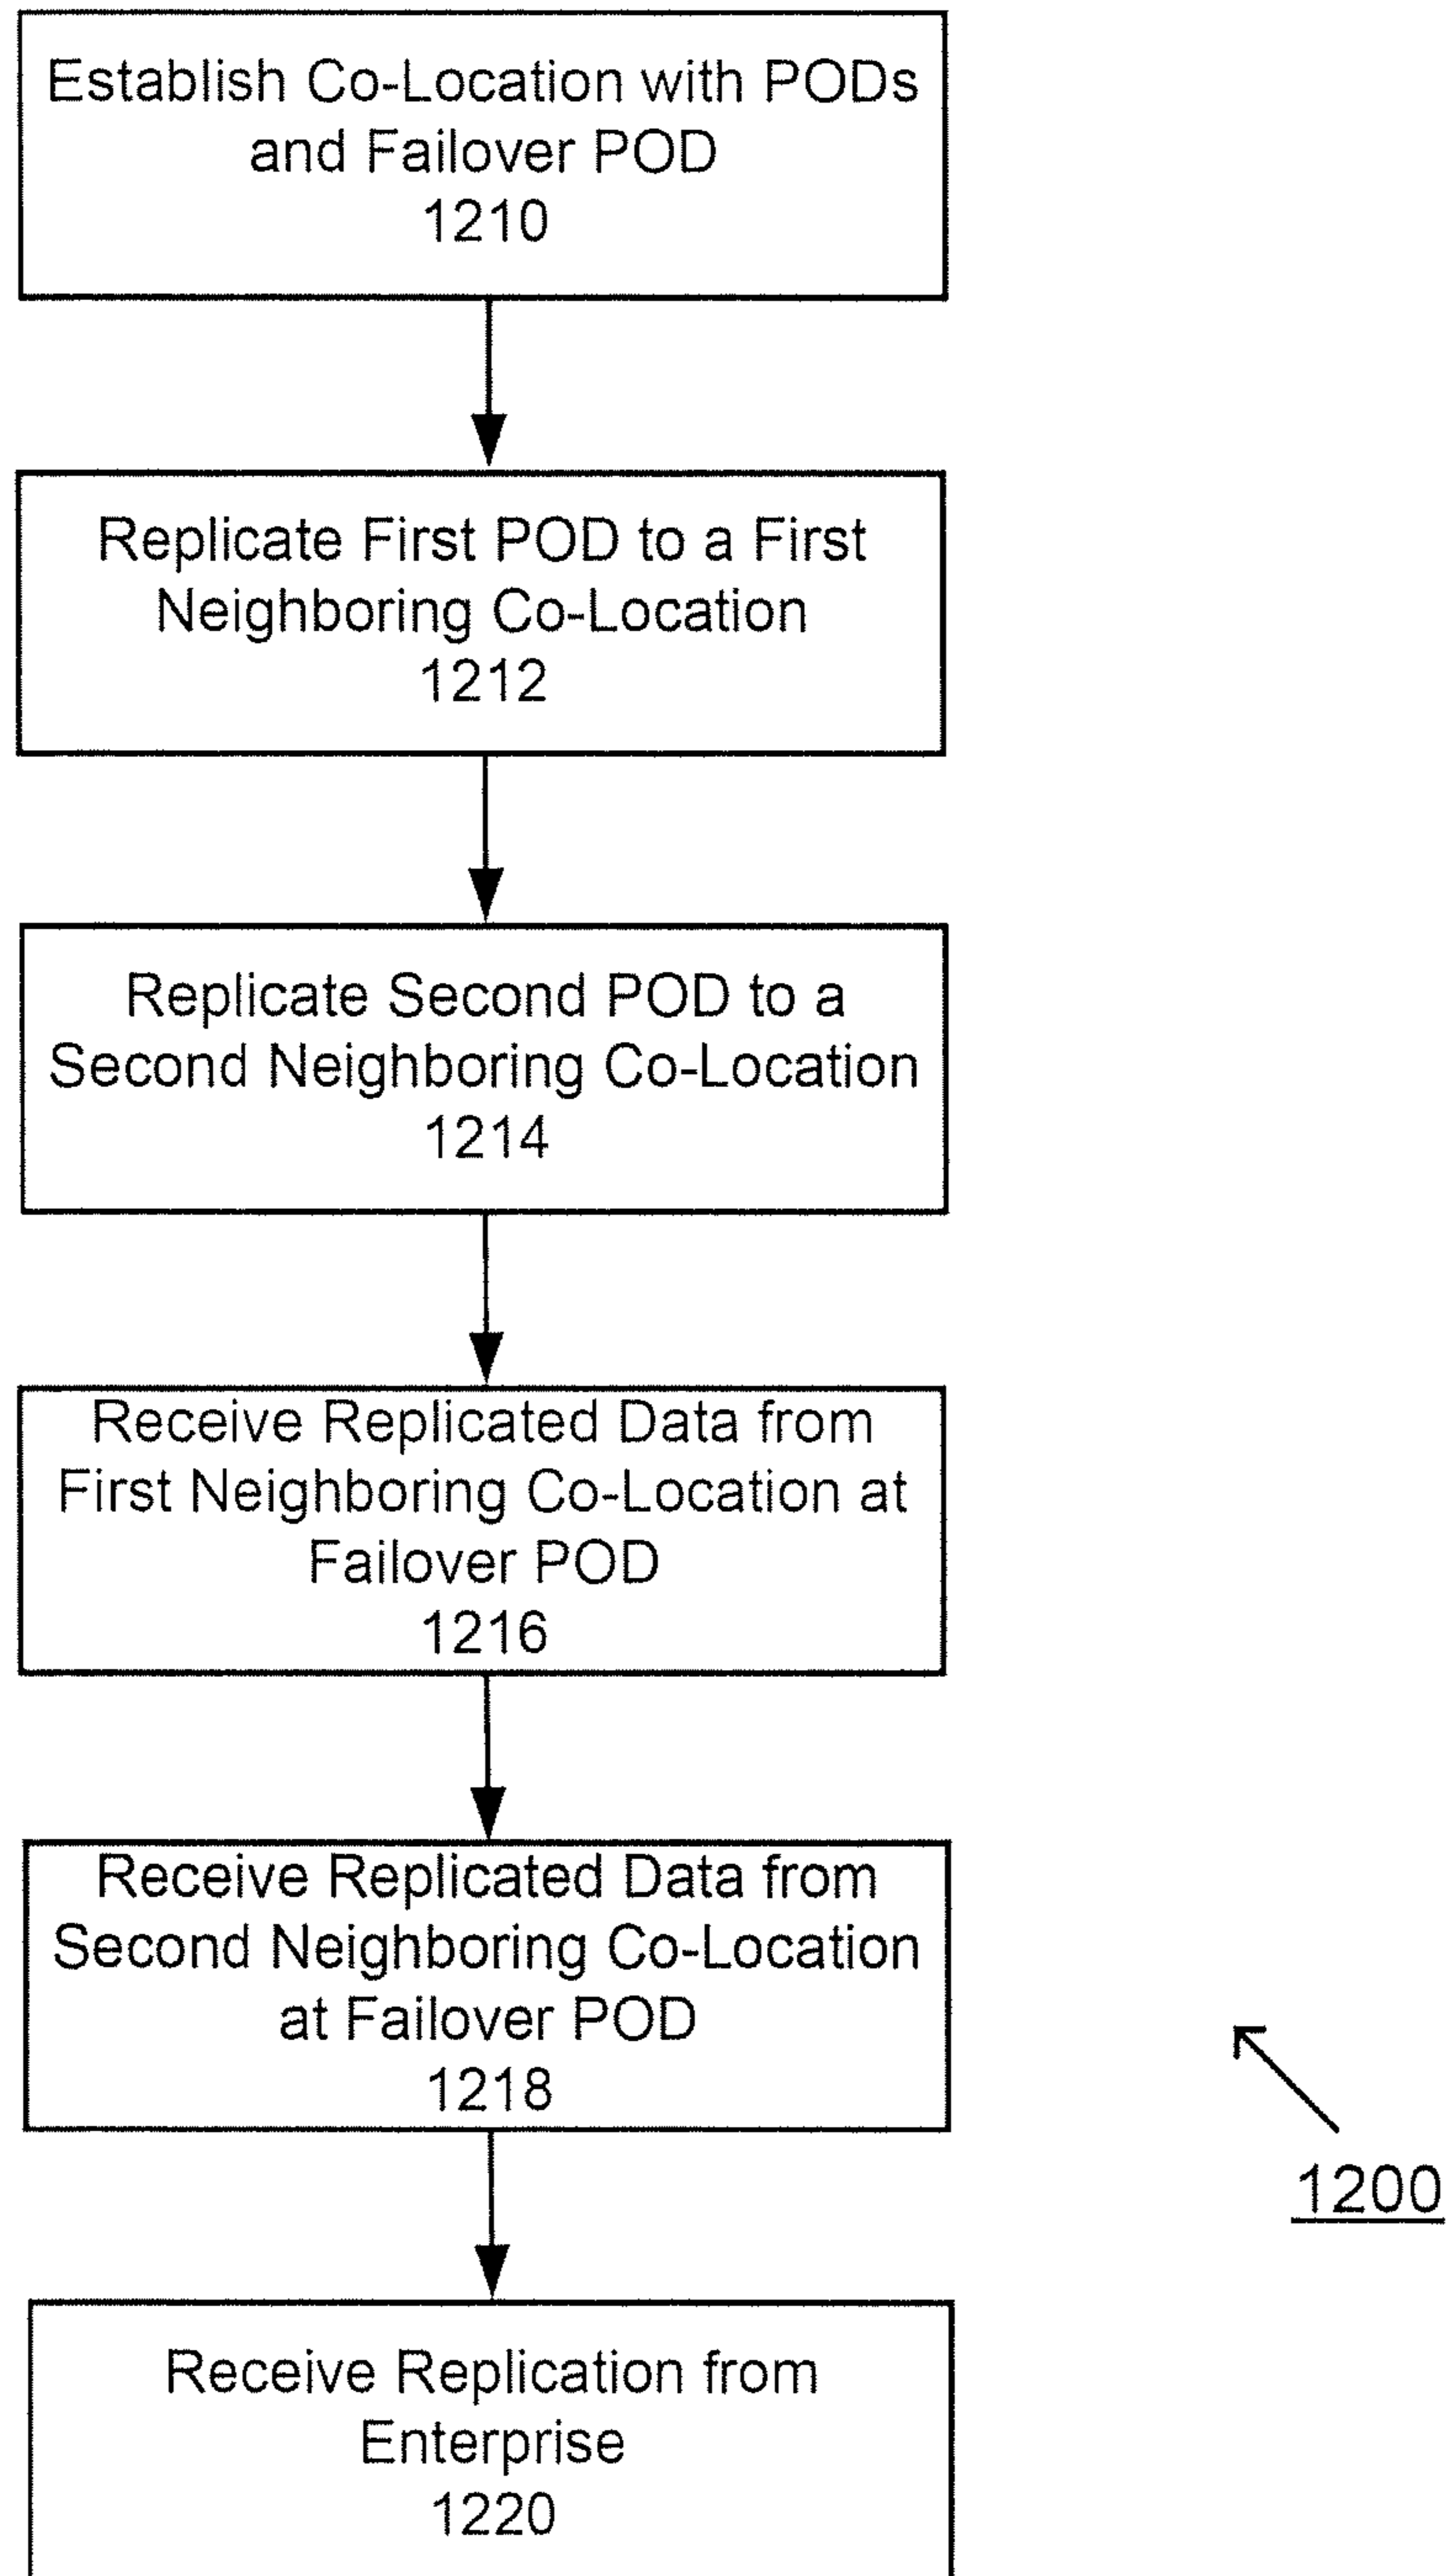 Establish Co-Location with PODs
and Failover POD
1210
Replicate First POD to a First
Neighboring Co-Location
1212
Replicate Second POD to a
Second Neighboring Co-Location
1214
Receive Replicated Data from
First Neighboring Co-Location at
Failover POD
1216
Receive Replicated Data from
Second Neighboring Co-Location
at Failover POD
1218
1200
Receive Replication from
Enterprise
1220